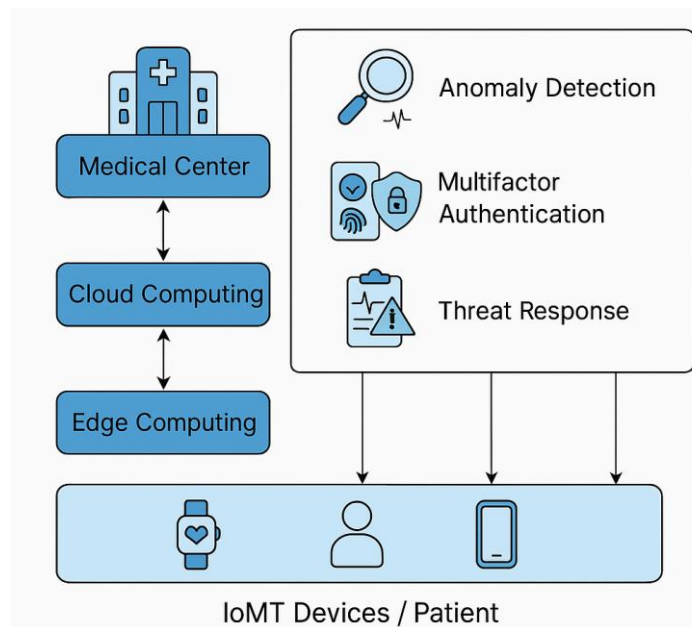 Medical Center
Cloud Computing
Edge Computing
Anomaly Detection
Multifactor
Authentication
Threat Response
IoMT Devices / Patient